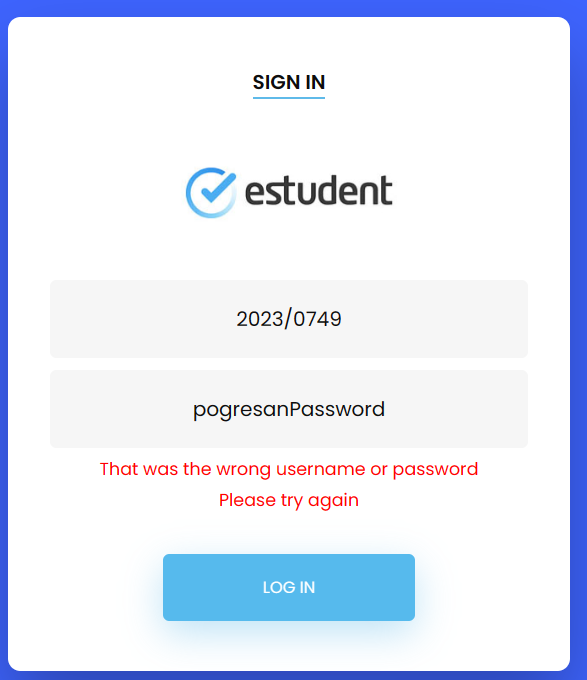 SIGN IN
estudent
2023/0749
pogresanPassword
That was the wrong username or password
Please try again
LOG IN